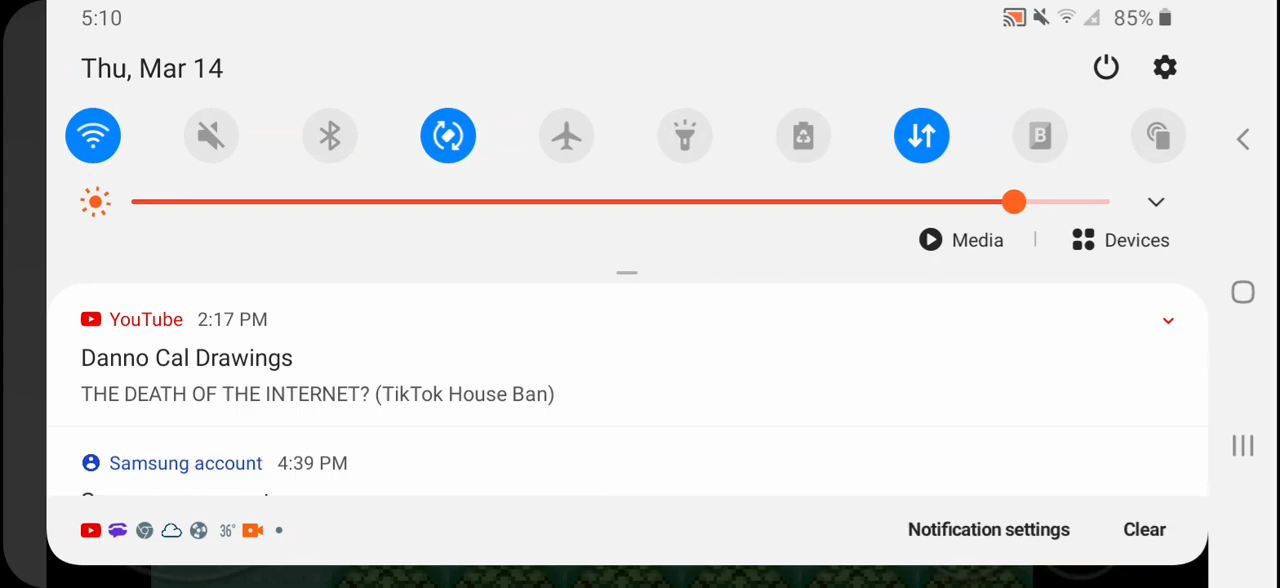 5:10
85%
Thu, Mar 14
B
Media | Devices
YouTube 2:17 PM
Danno Cal Drawings
THE DEATH OF THE INTERNET? (TikTok House Ban)
Samsung account 4:39 PM
36°
Notification settings
Clear